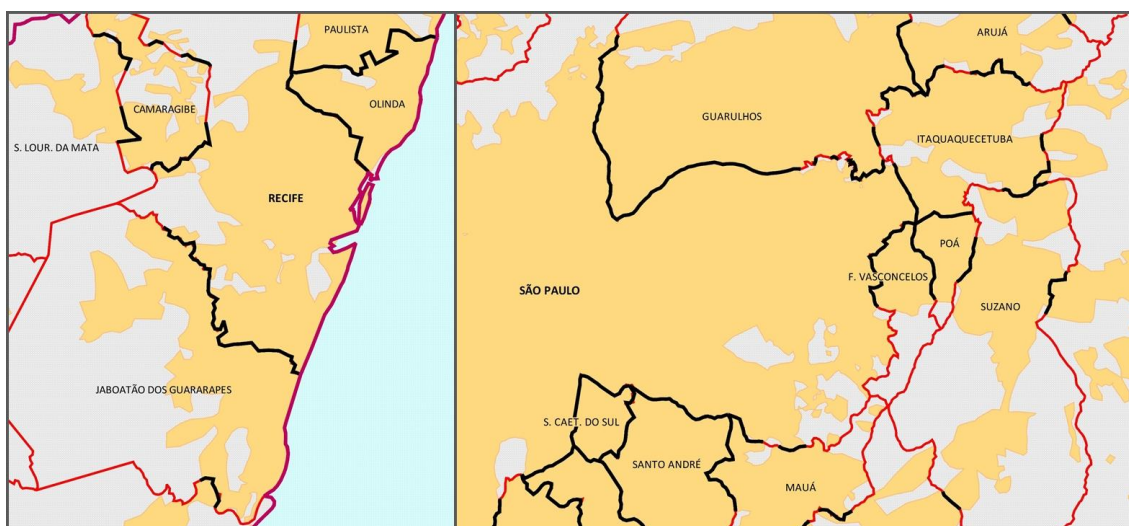 PAULISTA
OLINDA
CAMARAGIBE
S. LOUR. DA MATA
RECIFE
JABOATÃO DOS GUARARAPES
ARUJÁ
GUARULHOS
ITAQUAQUECETUBA
POÁ
F. VASCONCELOS
SÃO PAULO
SUZANO
S. CAET. DO SUL
SANTO ANDRÉ
MAUÁ